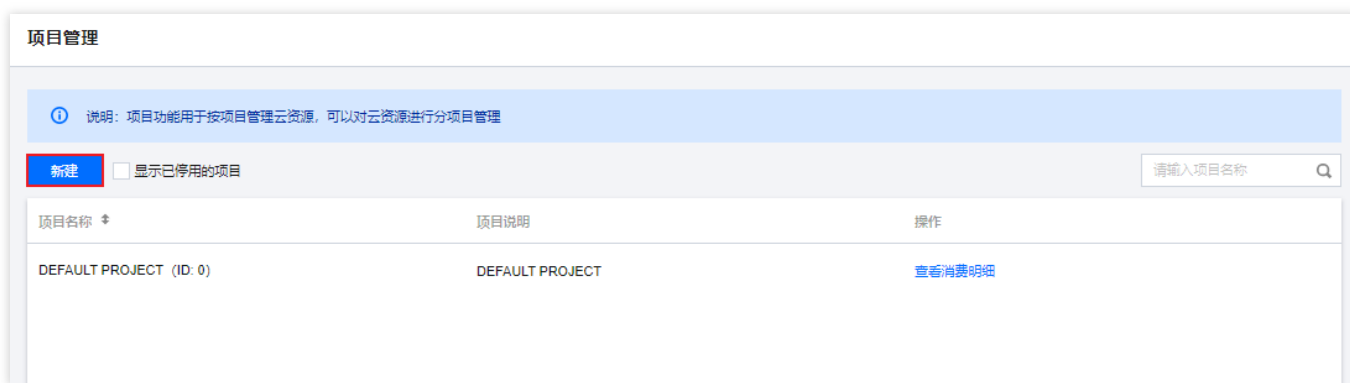 项目管理
说明：项目功能用于按项目管理云资源，可以对云资源进行分项目管理
新建 显示已停用的项目 请输入项目名称
项目名称 项目说明 操作
DEFAULT PROJECT (ID: 0) DEFAULT PROJECT 查看消费明细